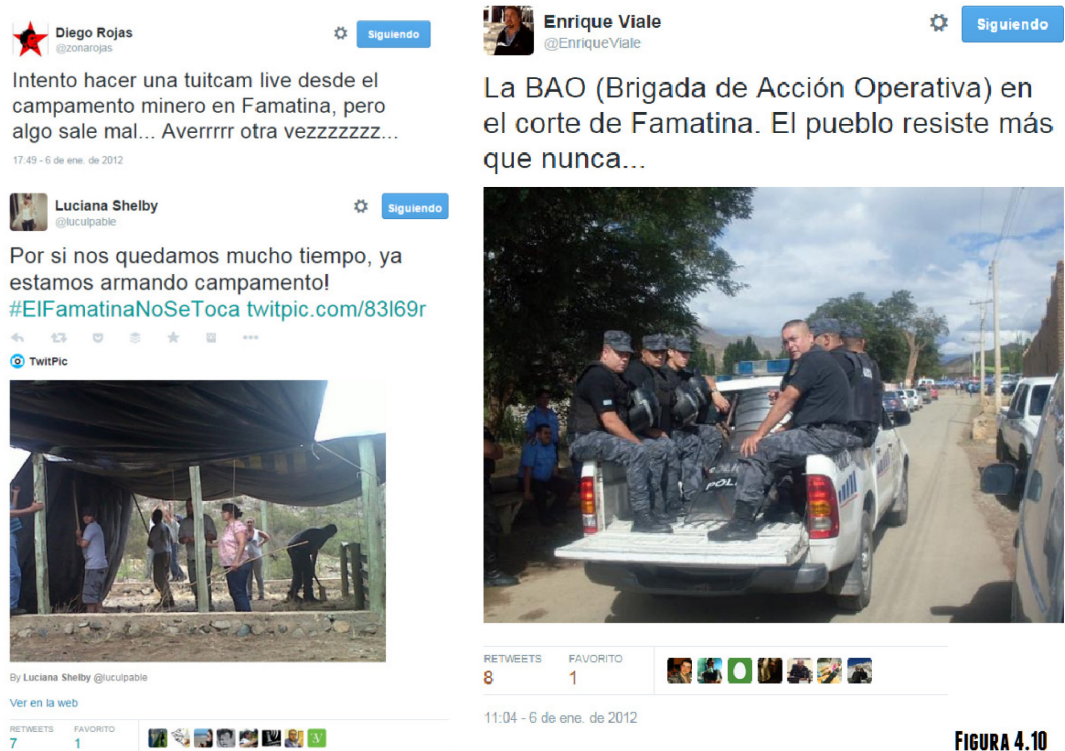 Diego Rojas
@zonarojas
Siguiendo
Intento hacer una tuitcam live desde el
campamento minero en Famatina, pero
algo sale mal... Averrrrr otra vezzzzzzz...
17:49 - 6 de ene. de 2012
Luciana Shelby
@luculpable
Siguiendo
Por si nos quedamos mucho tiempo, ya
estamos armando campamento!
#ElFamatinaNoSeToca twitpic.com/83l69r
TwitPic
By Luciana Shelby @luculpable
Ver en la web
RETWEETS FAVORITO
7 1
Enrique Viale
@EnriqueViale
Siguiendo
La BAO (Brigada de Acción Operativa) en
el corte de Famatina. El pueblo resiste más
que nunca...
RETWEETS FAVORITO
8 1
11:04 - 6 de ene. de 2012
FIGURA 4.10